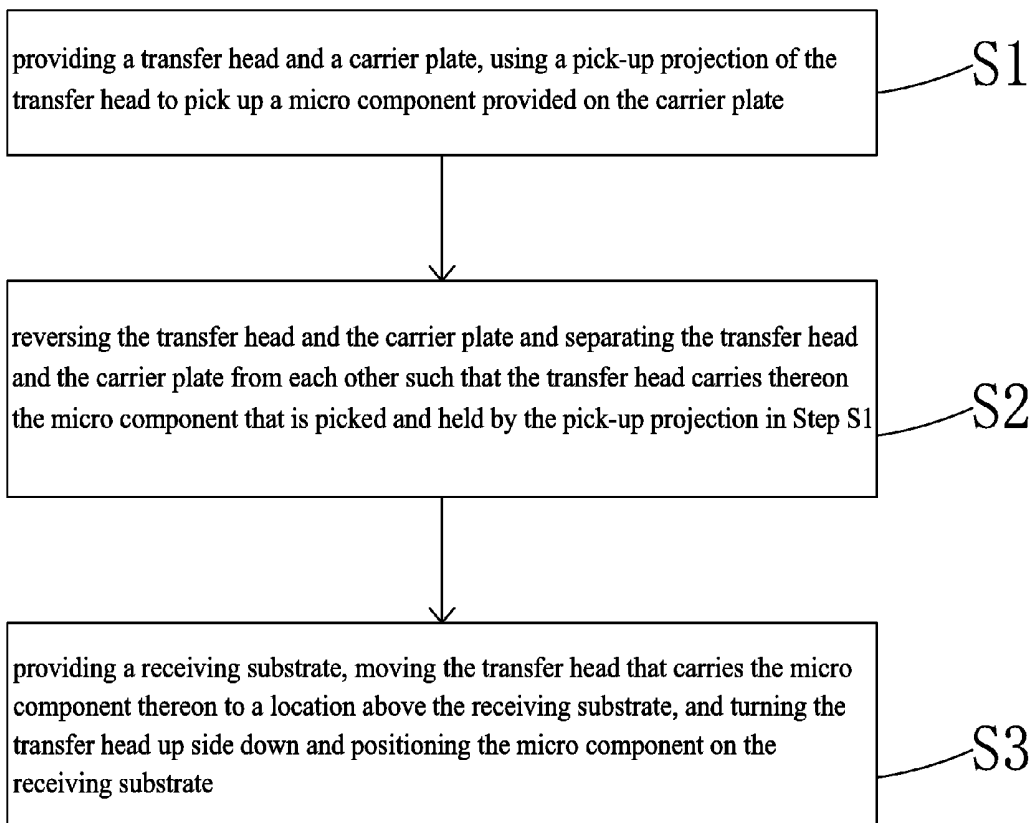 providing a transfer head and a carrier plate, using a pick-up projection of the
transfer head to pick up a micro component provided on the carrier plate
S1
reversing the transfer head and the carrier plate and separating the transfer head
and the carrier plate from each other such that the transfer head carries thereon
the micro component that is picked and held by the pick-up projection in Step S1
S2
providing a receiving substrate, moving the transfer head that carries the micro
component thereon to a location above the receiving substrate, and turning the
transfer head up side down and positioning the micro component on the
receiving substrate
S3